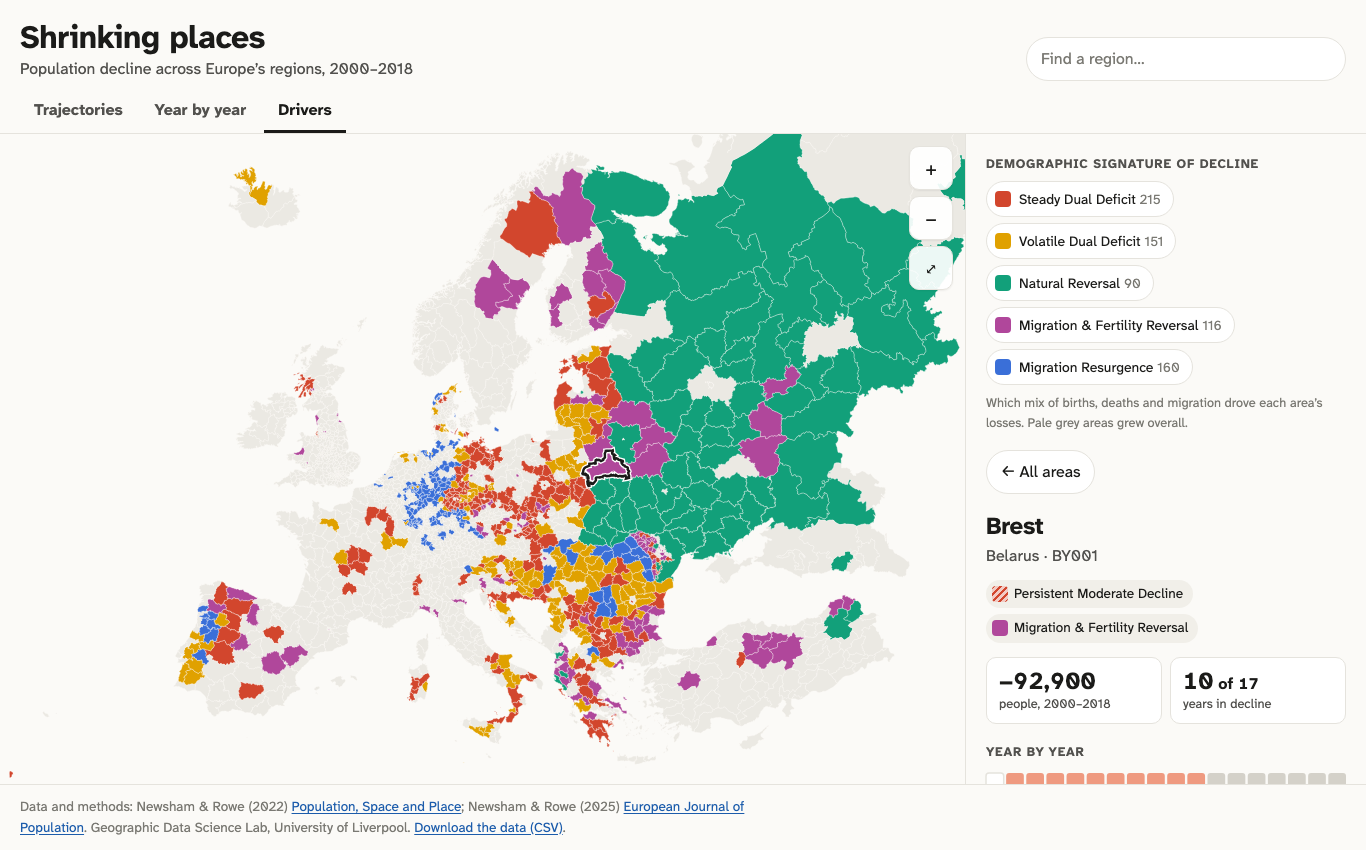 Shrinking places
Population decline across Europe's regions, 2000–2018
Find a region...
Trajectories
Year by year
Drivers
+
−
DEMOGRAPHIC SIGNATURE OF DECLINE
Steady Dual Deficit 215
Volatile Dual Deficit 151
Natural Reversal 90
Migration & Fertility Reversal 116
Migration Resurgence 160
Which mix of births, deaths and migration drove each area's
losses. Pale grey areas grew overall.
← All areas
Brest
Belarus · BY001
Persistent Moderate Decline
Migration & Fertility Reversal
−92,900
people, 2000–2018
10 of 17
years in decline
YEAR BY YEAR
Data and methods: Newsham & Rowe (2022) Population, Space and Place; Newsham & Rowe (2025) European Journal of
Population. Geographic Data Science Lab, University of Liverpool. Download the data (CSV).